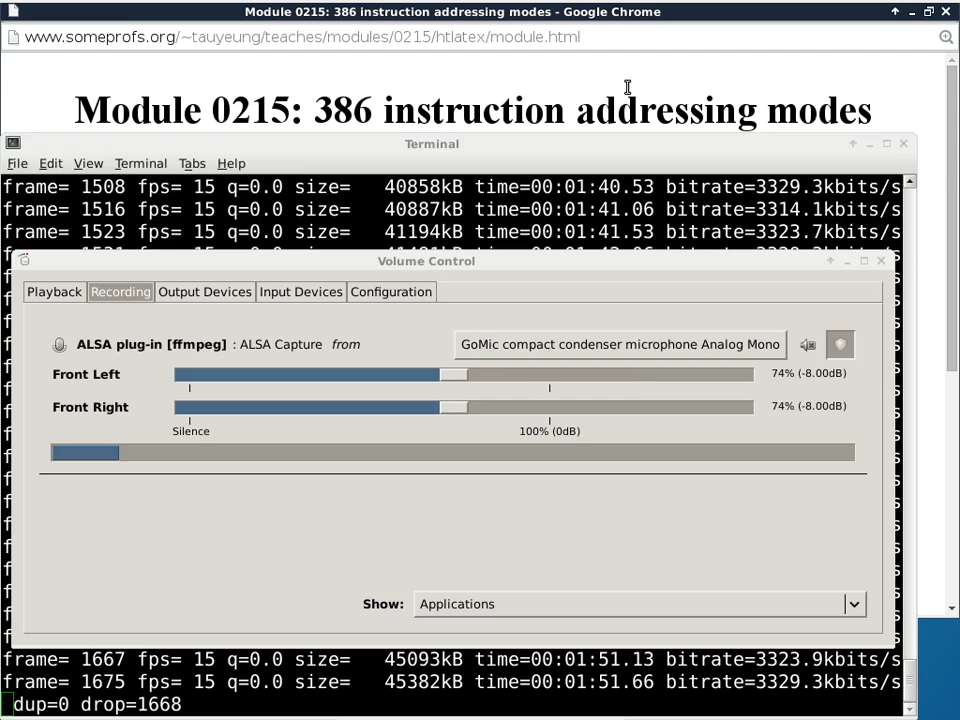 Module 0215: 386 instruction addressing modes - Google Chrome
www.someprofs.org/~tauyeung/teaches/modules/0215/htlatex/module.html
Module 0215: 386 instruction addressing modes
Terminal
File Edit View Terminal Tabs Help
frame= 1508 fps= 15 q=0.0 size= 40858kB time=00:01:40.53 bitrate=3329.3kbits/s
frame= 1516 fps= 15 q=0.0 size= 40887kB time=00:01:41.06 bitrate=3314.1kbits/s
frame= 1523 fps= 15 q=0.0 size= 41194kB time=00:01:41.53 bitrate=3323.7kbits/s
Volume Control
Playback Recording Output Devices Input Devices Configuration
ALSA plug-in [ffmpeg] : ALSA Capture from GoMic compact condenser microphone Analog Mono
Front Left 74% (-8.00dB)
Front Right 74% (-8.00dB)
Silence 100% (0dB)
Show: Applications
frame= 1667 fps= 15 q=0.0 size= 45093kB time=00:01:51.13 bitrate=3323.9kbits/s
frame= 1675 fps= 15 q=0.0 size= 45382kB time=00:01:51.66 bitrate=3329.3kbits/s
dup=0 drop=1668